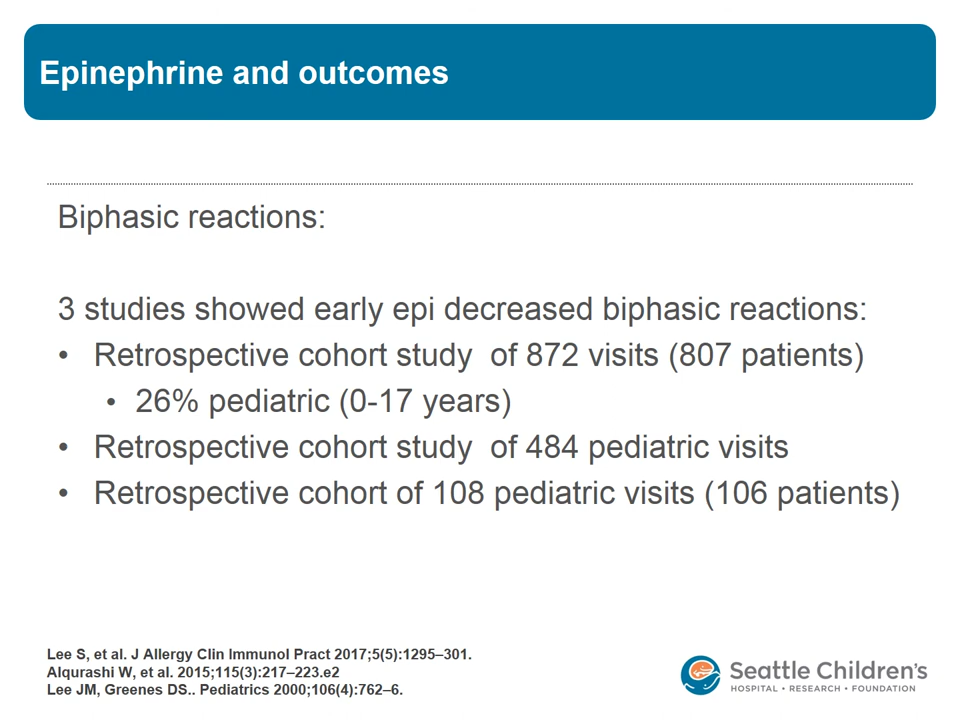 Epinephrine and outcomes
Biphasic reactions:
3 studies showed early epi decreased biphasic reactions:
• Retrospective cohort study  of 872 visits (807 patients)
• 26% pediatric (0-17 years)
• Retrospective cohort study  of 484 pediatric visits
• Retrospective cohort of 108 pediatric visits (106 patients)
Lee S, et al. J Allergy Clin Immunol Pract 2017;5(5):1295–301.
Alqurashi W, et al. 2015;115(3):217–223.e2
Lee JM, Greenes DS.. Pediatrics 2000;106(4):762–6.
Seattle Children's
HOSPITAL • RESEARCH • FOUNDATION